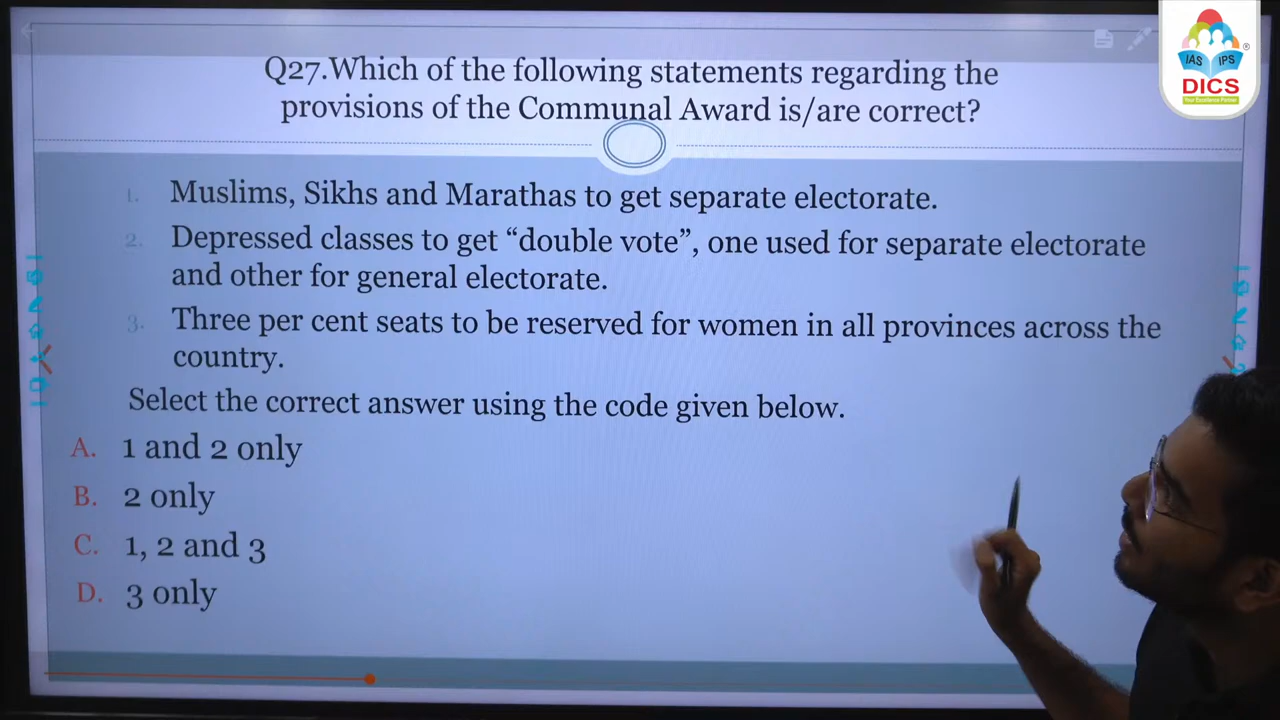 IAS IPS
®
DICS
Your Excellence Partner
Q27.Which of the following statements regarding the
provisions of the Communal Award is/are correct?
1. Muslims, Sikhs and Marathas to get separate electorate.
2. Depressed classes to get “double vote”, one used for separate electorate
and other for general electorate.
3. Three per cent seats to be reserved for women in all provinces across the
country.
Select the correct answer using the code given below.
A. 1 and 2 only
B. 2 only
C. 1, 2 and 3
D. 3 only